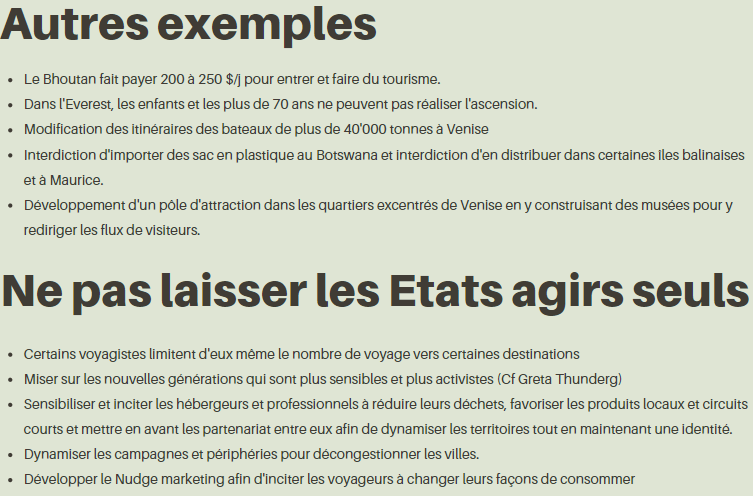 Autres exemples
Le Bhoutan fait payer 200 à 250 $/j pour entrer et faire du tourisme.
Dans l'Everest, les enfants et les plus de 70 ans ne peuvent pas réaliser l'ascension.
Modification des itinéraires des bateaux de plus de 40'000 tonnes à Venise
Interdiction d'importer des sac en plastique au Botswana et interdiction d'en distribuer dans certaines îles balinaises
et à Maurice.
Développement d'un pôle d'attraction dans les quartiers excentrés de Venise en y construisant des musées pour y
rediriger les flux de visiteurs.
Ne pas laisser les Etats agirs seuls
Certains voyagistes limitent d'eux même le nombre de voyage vers certaines destinations
Miser sur les nouvelles générations qui sont plus sensibles et plus activistes (Cf Greta Thunderg)
Sensibiliser et inciter les hébergeurs et professionnels à réduire leurs déchets, favoriser les produits locaux et circuits
courts et mettre en avant les partenariat entre eux afin de dynamiser les territoires tout en maintenant une identité.
Dynamiser les campagnes et périphéries pour décongestionner les villes.
Développer le Nudge marketing afin d'inciter les voyageurs à changer leurs façons de consommer